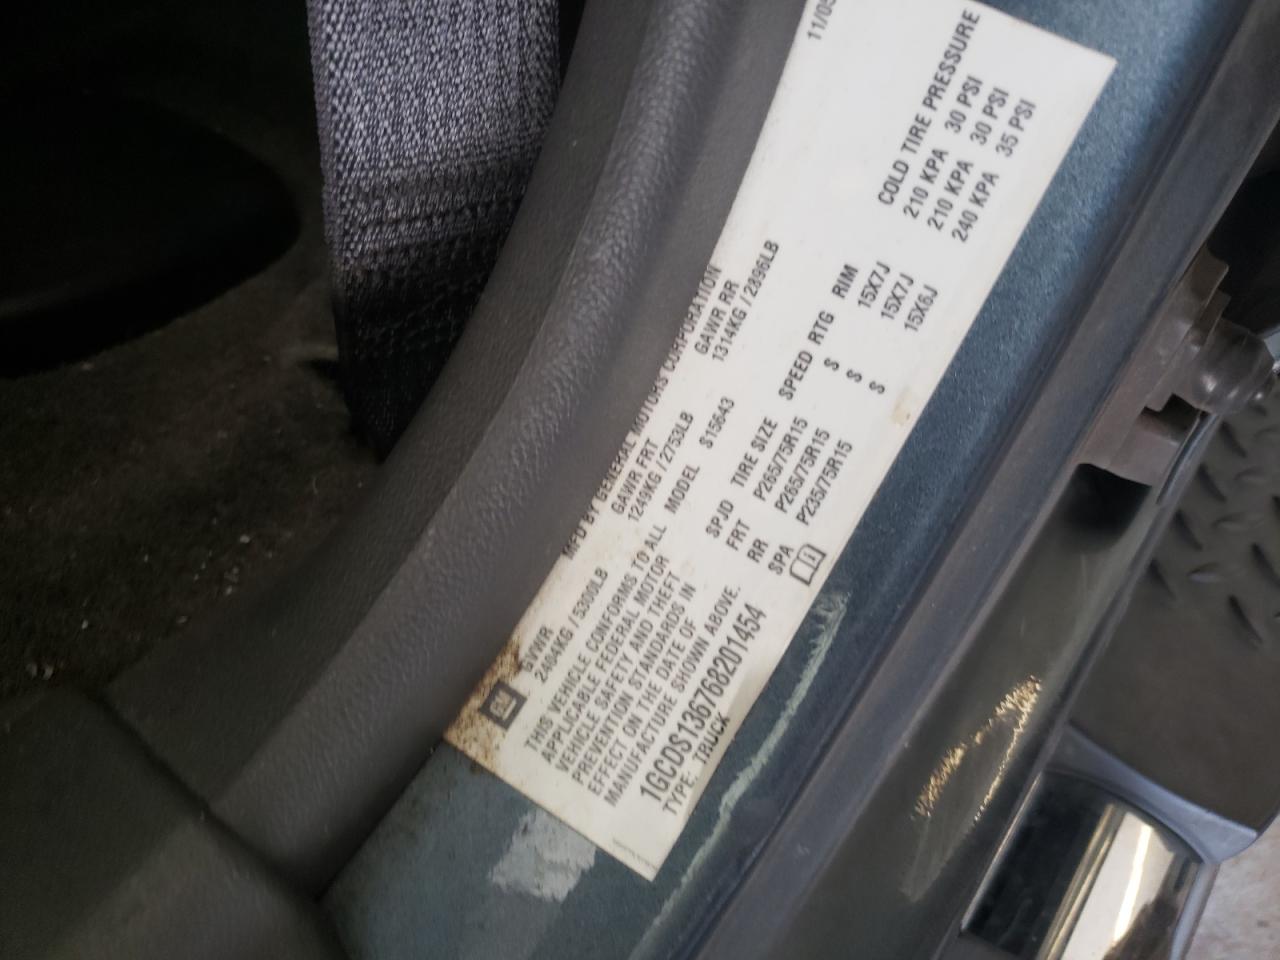 MFD BY GENERAL MOTORS CORPORATION 11/05
GVWR GAWR FRT GAWR RR
2404KG / 5300LB 1249KG / 2753LB 1314KG / 2896LB
THIS VEHICLE CONFORMS TO ALL MODEL S15643
APPLICABLE FEDERAL MOTOR
VEHICLE SAFETY AND THEFT
PREVENTION STANDARDS IN
EFFECT ON THE DATE OF
MANUFACTURE SHOWN ABOVE.
SPJD TIRE SIZE SPEED RTG RIM COLD TIRE PRESSURE
FRT P265/75R15 S 15X7J 210 KPA 30 PSI
RR P265/75R15 S 15X7J 210 KPA 30 PSI
SPA P235/75R15 S 15X6J 240 KPA 35 PSI
1GCDS136768201454
TYPE: TRUCK
GM